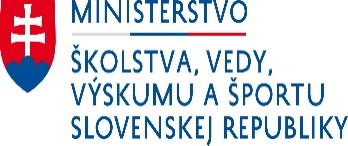 MINISTERSTVO
ŠKOLSTVA, VEDY,
VÝSKUMU A ŠPORTU
SLOVENSKEJ REPUBLIKY